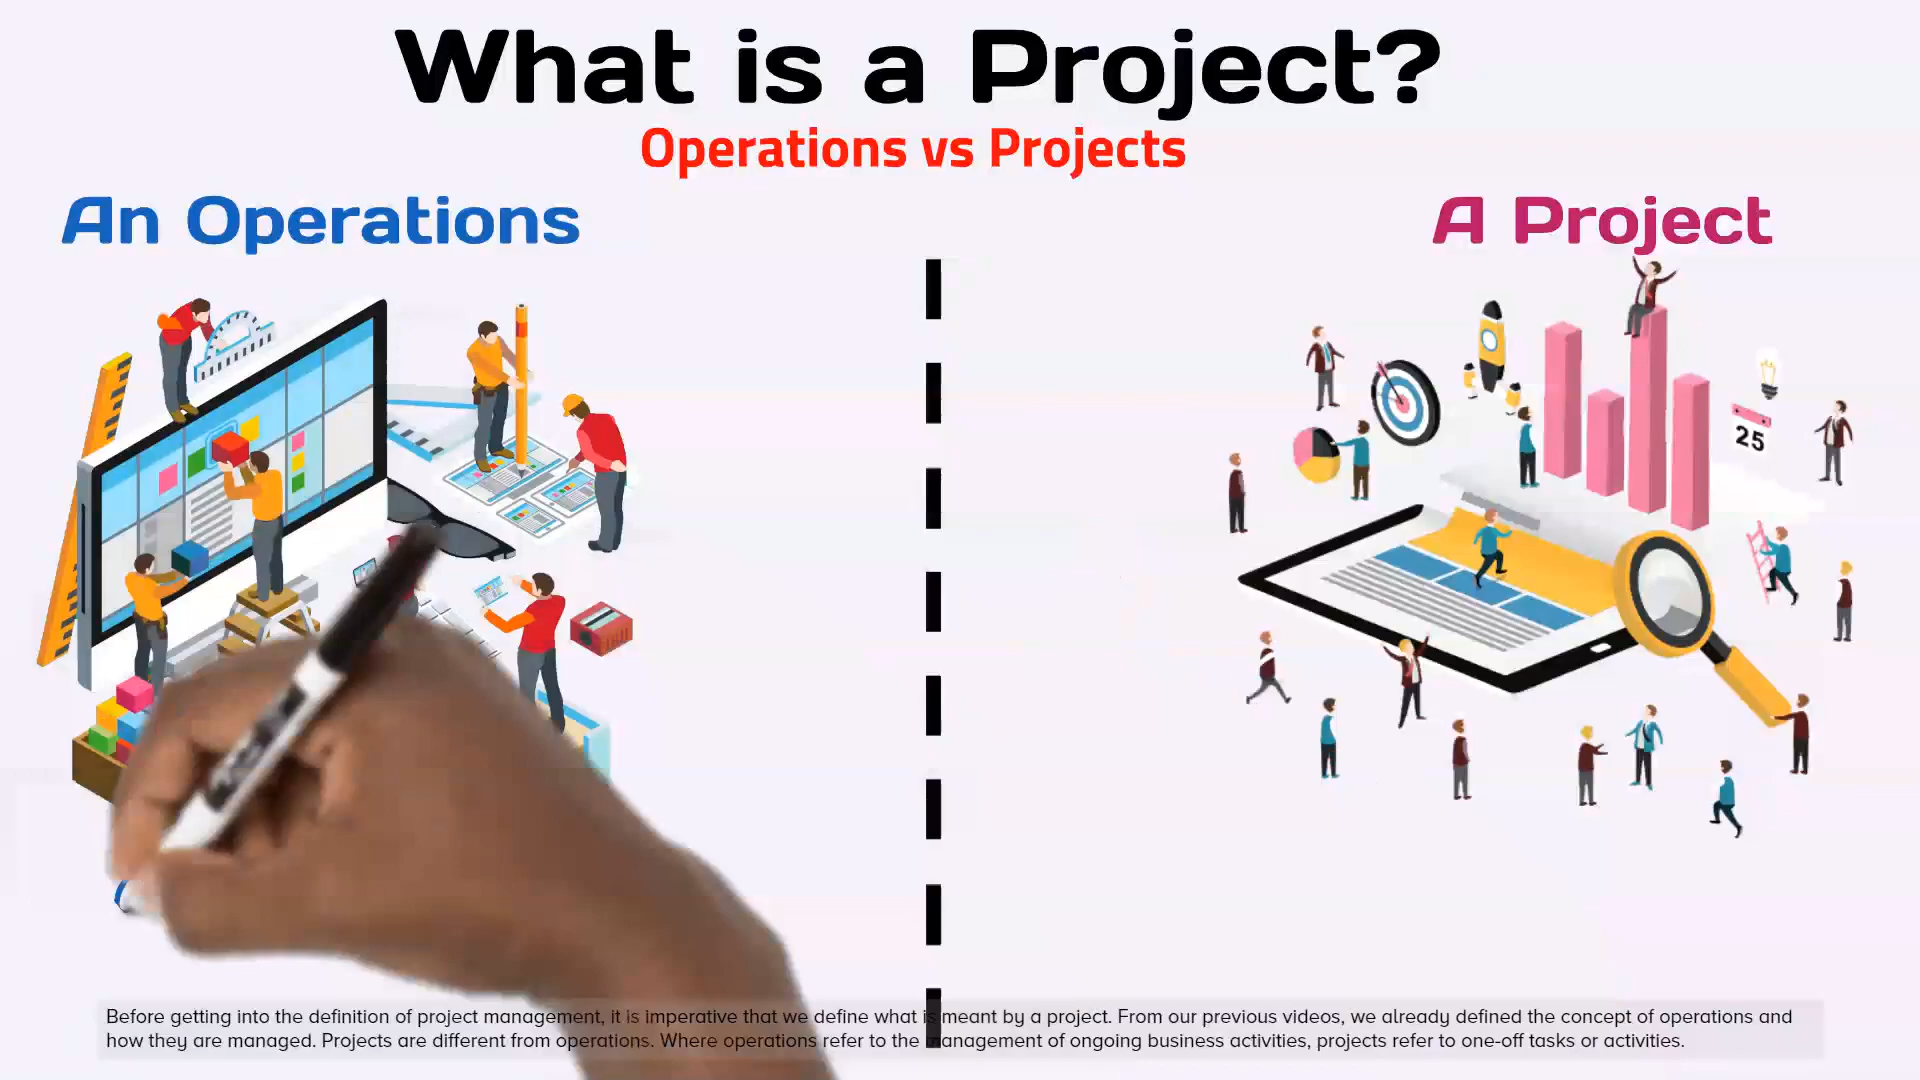 What is a Project?
Operations vs Projects
An Operations
A Project
25
Before getting into the definition of project management, it is imperative that we define what is meant by a project. From our previous videos, we already defined the concept of operations and
how they are managed. Projects are different from operations. Where operations refer to the management of ongoing business activities, projects refer to one-off tasks or activities.